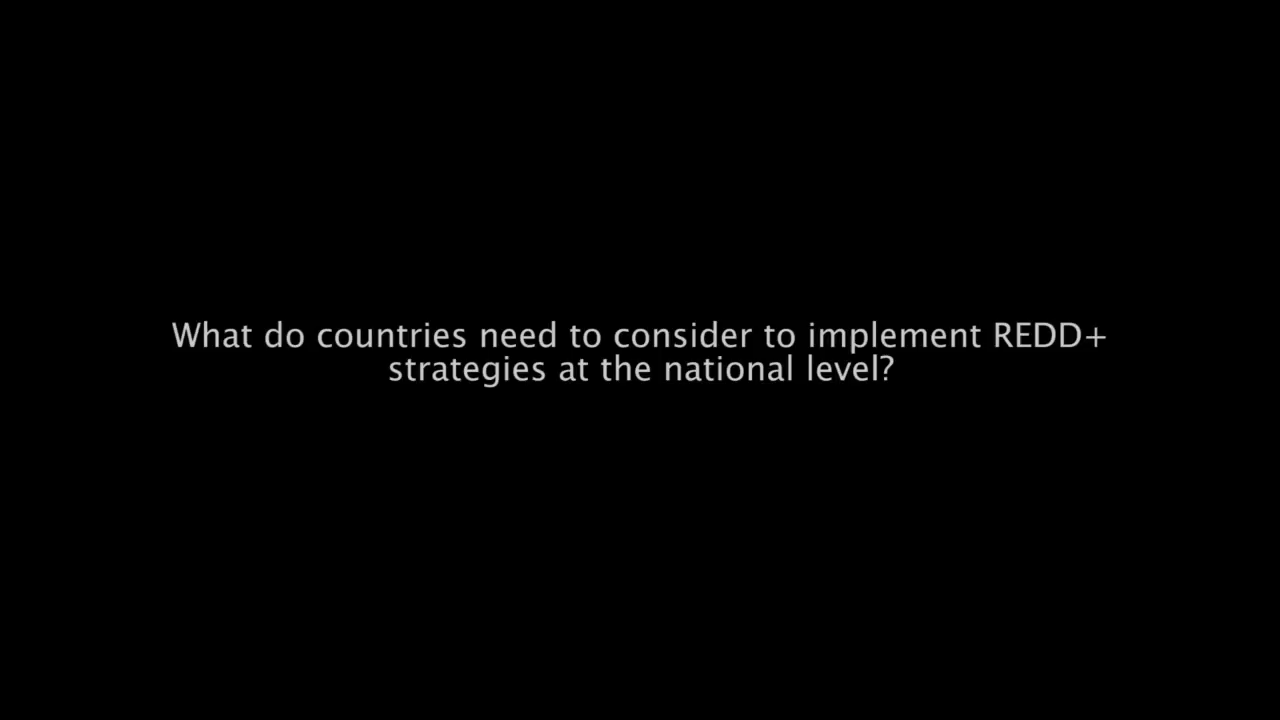 What do countries need to consider to implement REDD+
strategies at the national level?